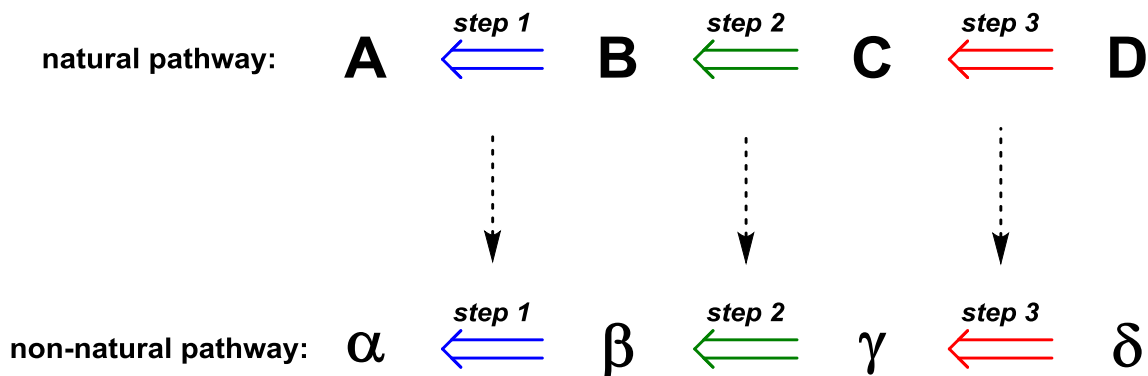 step 1 step 2 step 3
natural pathway: A B C D
step 1 step 2 step 3
non-natural pathway: α β γ δ